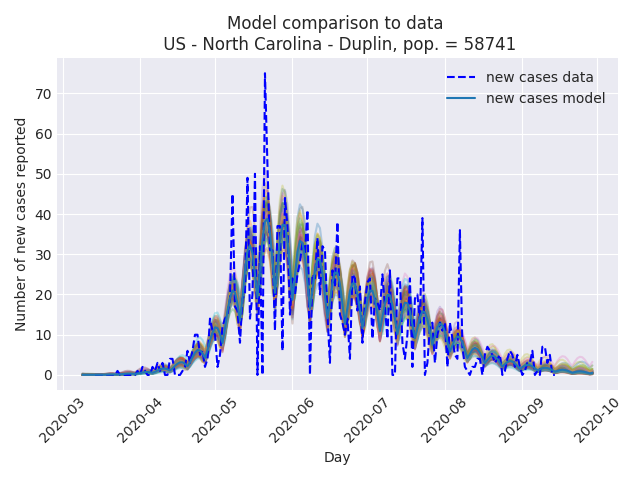 Model comparison to data
US - North Carolina - Duplin, pop. = 58741
new cases data
new cases model
Number of new cases reported
70
60
50
40
30
20
10
0
2020-03
2020-04
2020-05
2020-06
2020-07
2020-08
2020-09
2020-10
Day